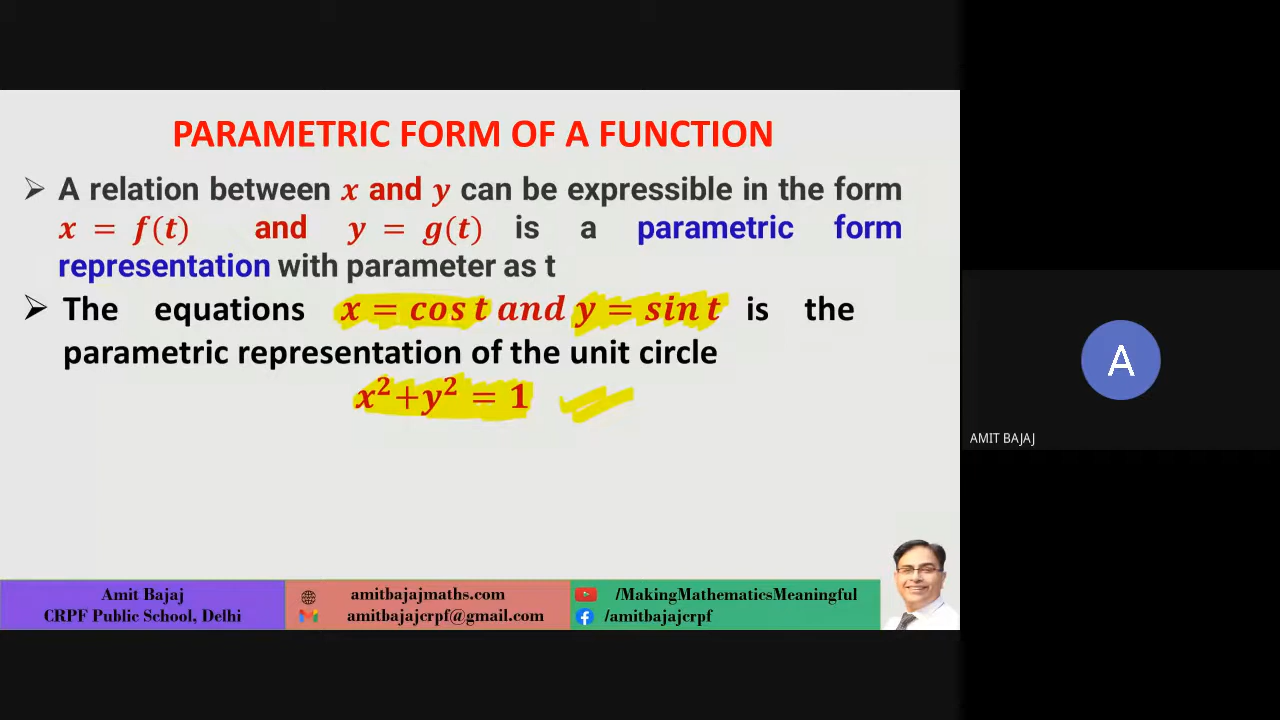 PARAMETRIC FORM OF A FUNCTION
➢ A relation between x and y can be expressible in the form
x = f(t) and y = g(t) is a parametric form
representation with parameter as t
➢ The equations x = cos t and y = sin t is the
parametric representation of the unit circle
x²+y² = 1
A
AMIT BAJAJ
Amit Bajaj
CRPF Public School, Delhi
amitbajajmaths.com
amitbajajcrpf@gmail.com
/MakingMathematicsMeaningful
/amitbajajcrpf